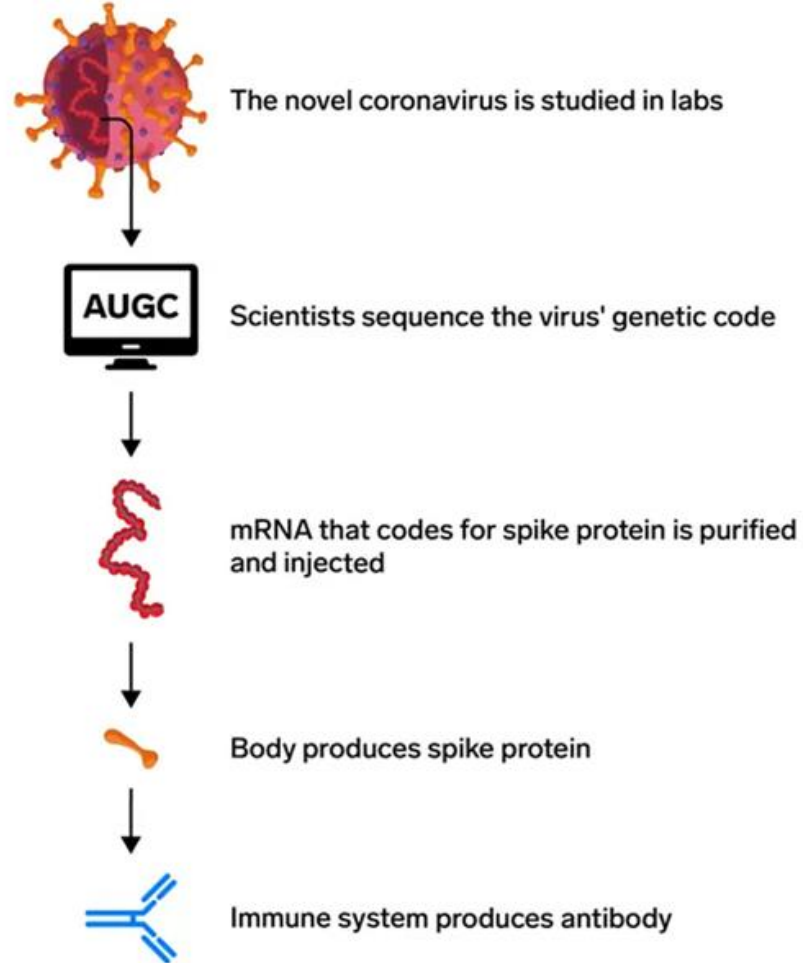 The novel coronavirus is studied in labs
AUGC
Scientists sequence the virus' genetic code
mRNA that codes for spike protein is purified
and injected
Body produces spike protein
Immune system produces antibody